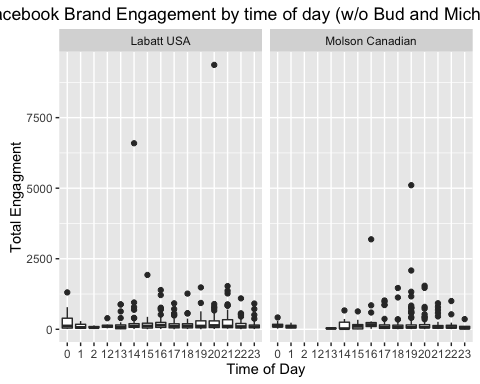 acebook Brand Engagement by time of day (w/o Bud and Mich
Labatt USA
Molson Canadian
7500
5000
2500
0
Total Engagment
0 1 2 12 13 14 15 16 17 18 19 20 21 22 23
0 1 2 12 13 14 15 16 17 18 19 20 21 22 23
Time of Day